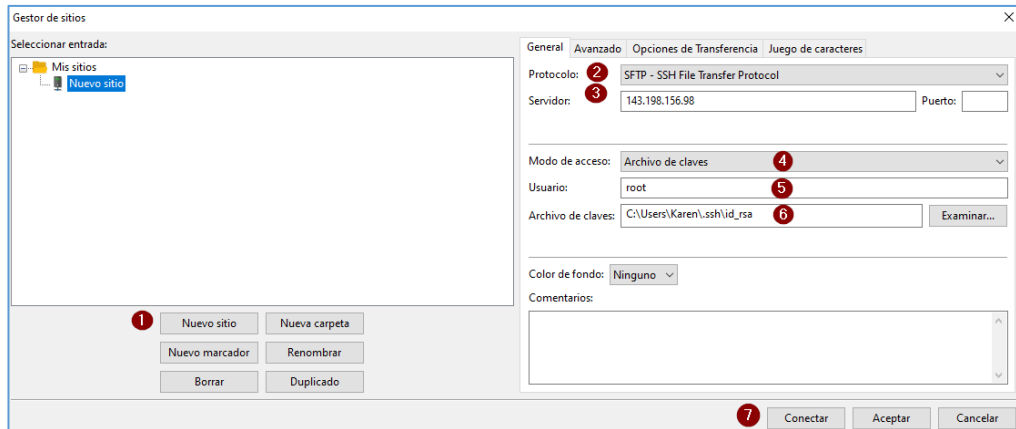 Gestor de sitios
Seleccionar entrada:
Mis sitios
Nuevo sitio
1 Nuevo sitio Nueva carpeta
Nuevo marcador Renombrar
Borrar Duplicado
General Avanzado Opciones de Transferencia Juego de caracteres
Protocolo: 2 SFTP - SSH File Transfer Protocol
Servidor: 3 143.198.156.98 Puerto:
Modo de acceso: Archivo de claves 4
Usuario: root 5
Archivo de claves: C:\Users\Karen\.ssh\id_rsa 6 Examinar...
Color de fondo: Ninguno
Comentarios:
7 Conectar Aceptar Cancelar